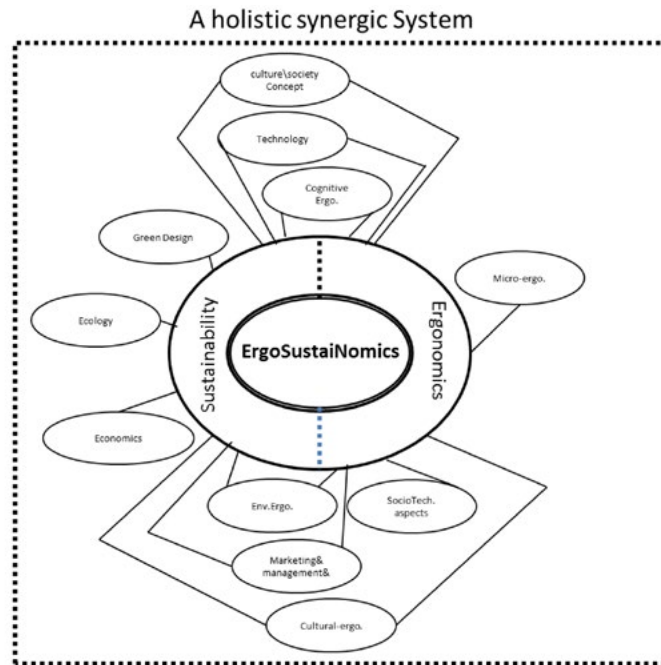 A holistic synergic System
culture\society
Concept
Technology
Cognitive
Ergo.
Green Design
Micro-ergo.
Ecology
Sustainability
ErgoSustaiNomics
Ergonomics
Economics
Env.Ergo.
SocioTech.
aspects
Marketing&
management&
Cultural-ergo.